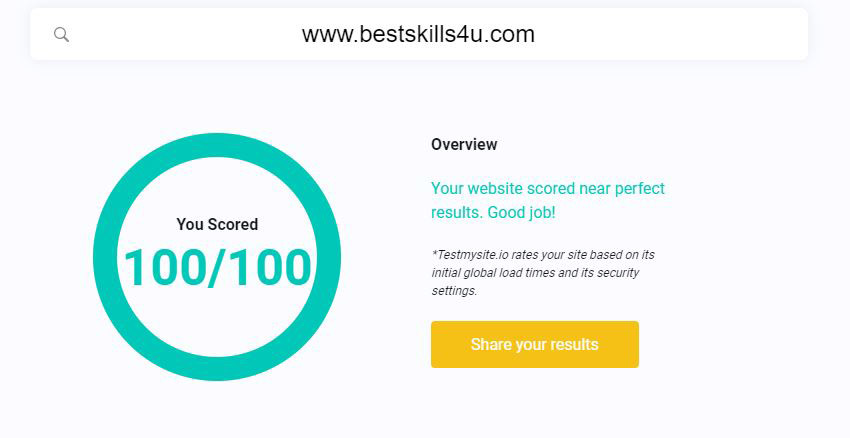 www.bestskills4u.com
You Scored
100/100
Overview
Your website scored near perfect
results. Good job!
*Testmysite.io rates your site based on its
initial global load times and its security
settings.
Share your results